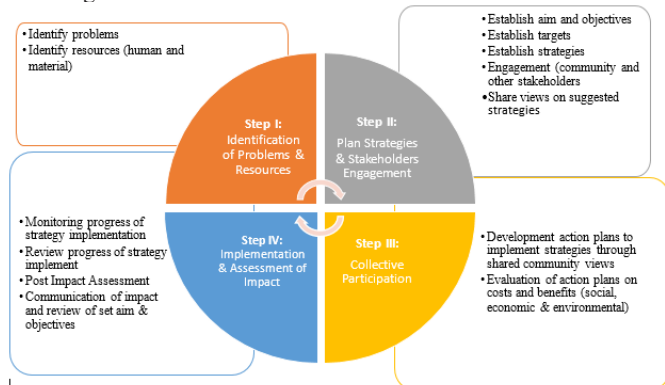 • Identify problems
• Identify resources (human and
material)
• Establish aim and objectives
• Establish targets
• Establish strategies
• Engagement (community and
other stakeholders
• Share views on suggested
strategies
Step I:
Identification
of Problems &
Resources
Step II:
Plan Strategies
& Stakeholders
Engagement
• Monitoring progress of
strategy implementation
• Review progress of strategy
implement
• Post Impact Assessment
• Communication of impact
and review of set aim &
objectives
Step IV:
Implementation
& Assessment of
Impact
Step III:
Collective
Participation
• Development action plans to
implement strategies through
shared community views
• Evaluation of action plans on
costs and benefits (social,
economic & environmental)